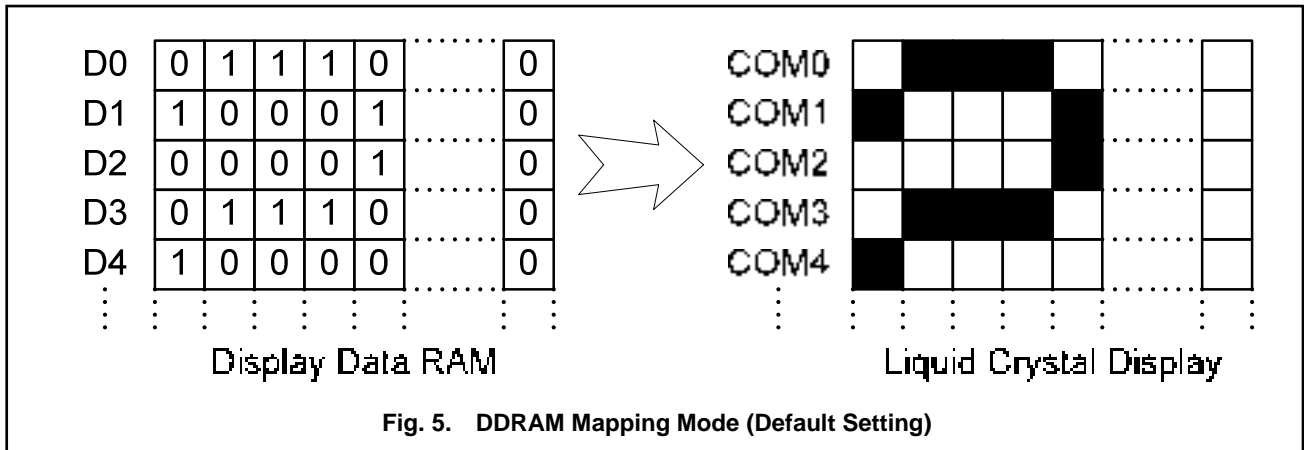 D0 0 1 1 1 0 ....... 0 COM0 .......
D1 1 0 0 0 1 ....... 0 COM1 .......
D2 0 0 0 0 1 0 COM2
D3 0 1 1 1 0 ....... 0 COM3 .......
D4 1 0 0 0 0 ....... 0 COM4 .......
Display Data RAM Liquid Crystal Display
Fig. 5. DDRAM Mapping Mode (Default Setting)